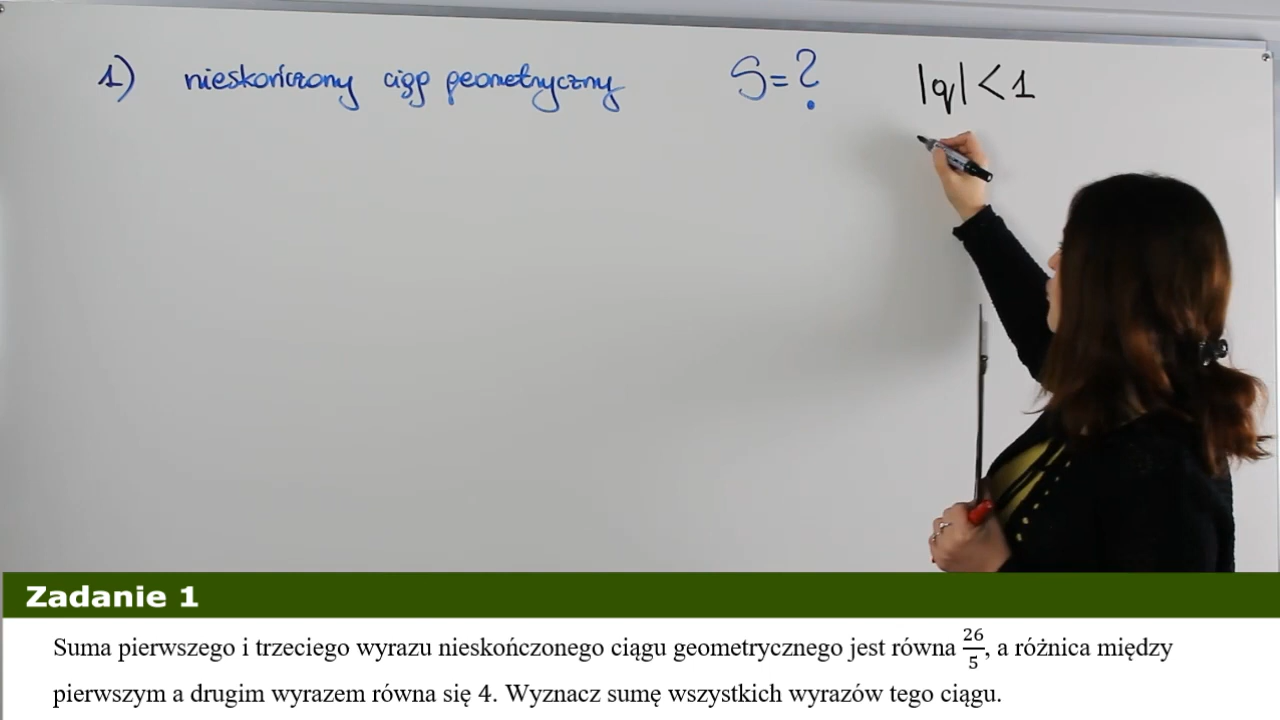 1) nieskończony ciąg geometryczny S=? |q|<1
Zadanie 1
Suma pierwszego i trzeciego wyrazu nieskończonego ciągu geometrycznego jest równa 26/5, a różnica między
pierwszym a drugim wyrazem równa się 4. Wyznacz sumę wszystkich wyrazów tego ciągu.